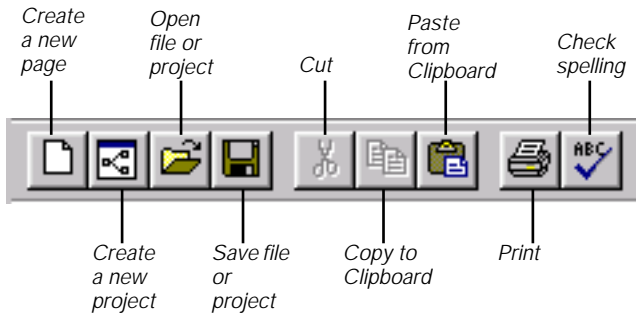 Create
a new
page
Open
file or
project
Cut
Paste
from
Clipboard
Check
spelling
ABC
Create
a new
project
Save file
or
project
Copy to
Clipboard
Print